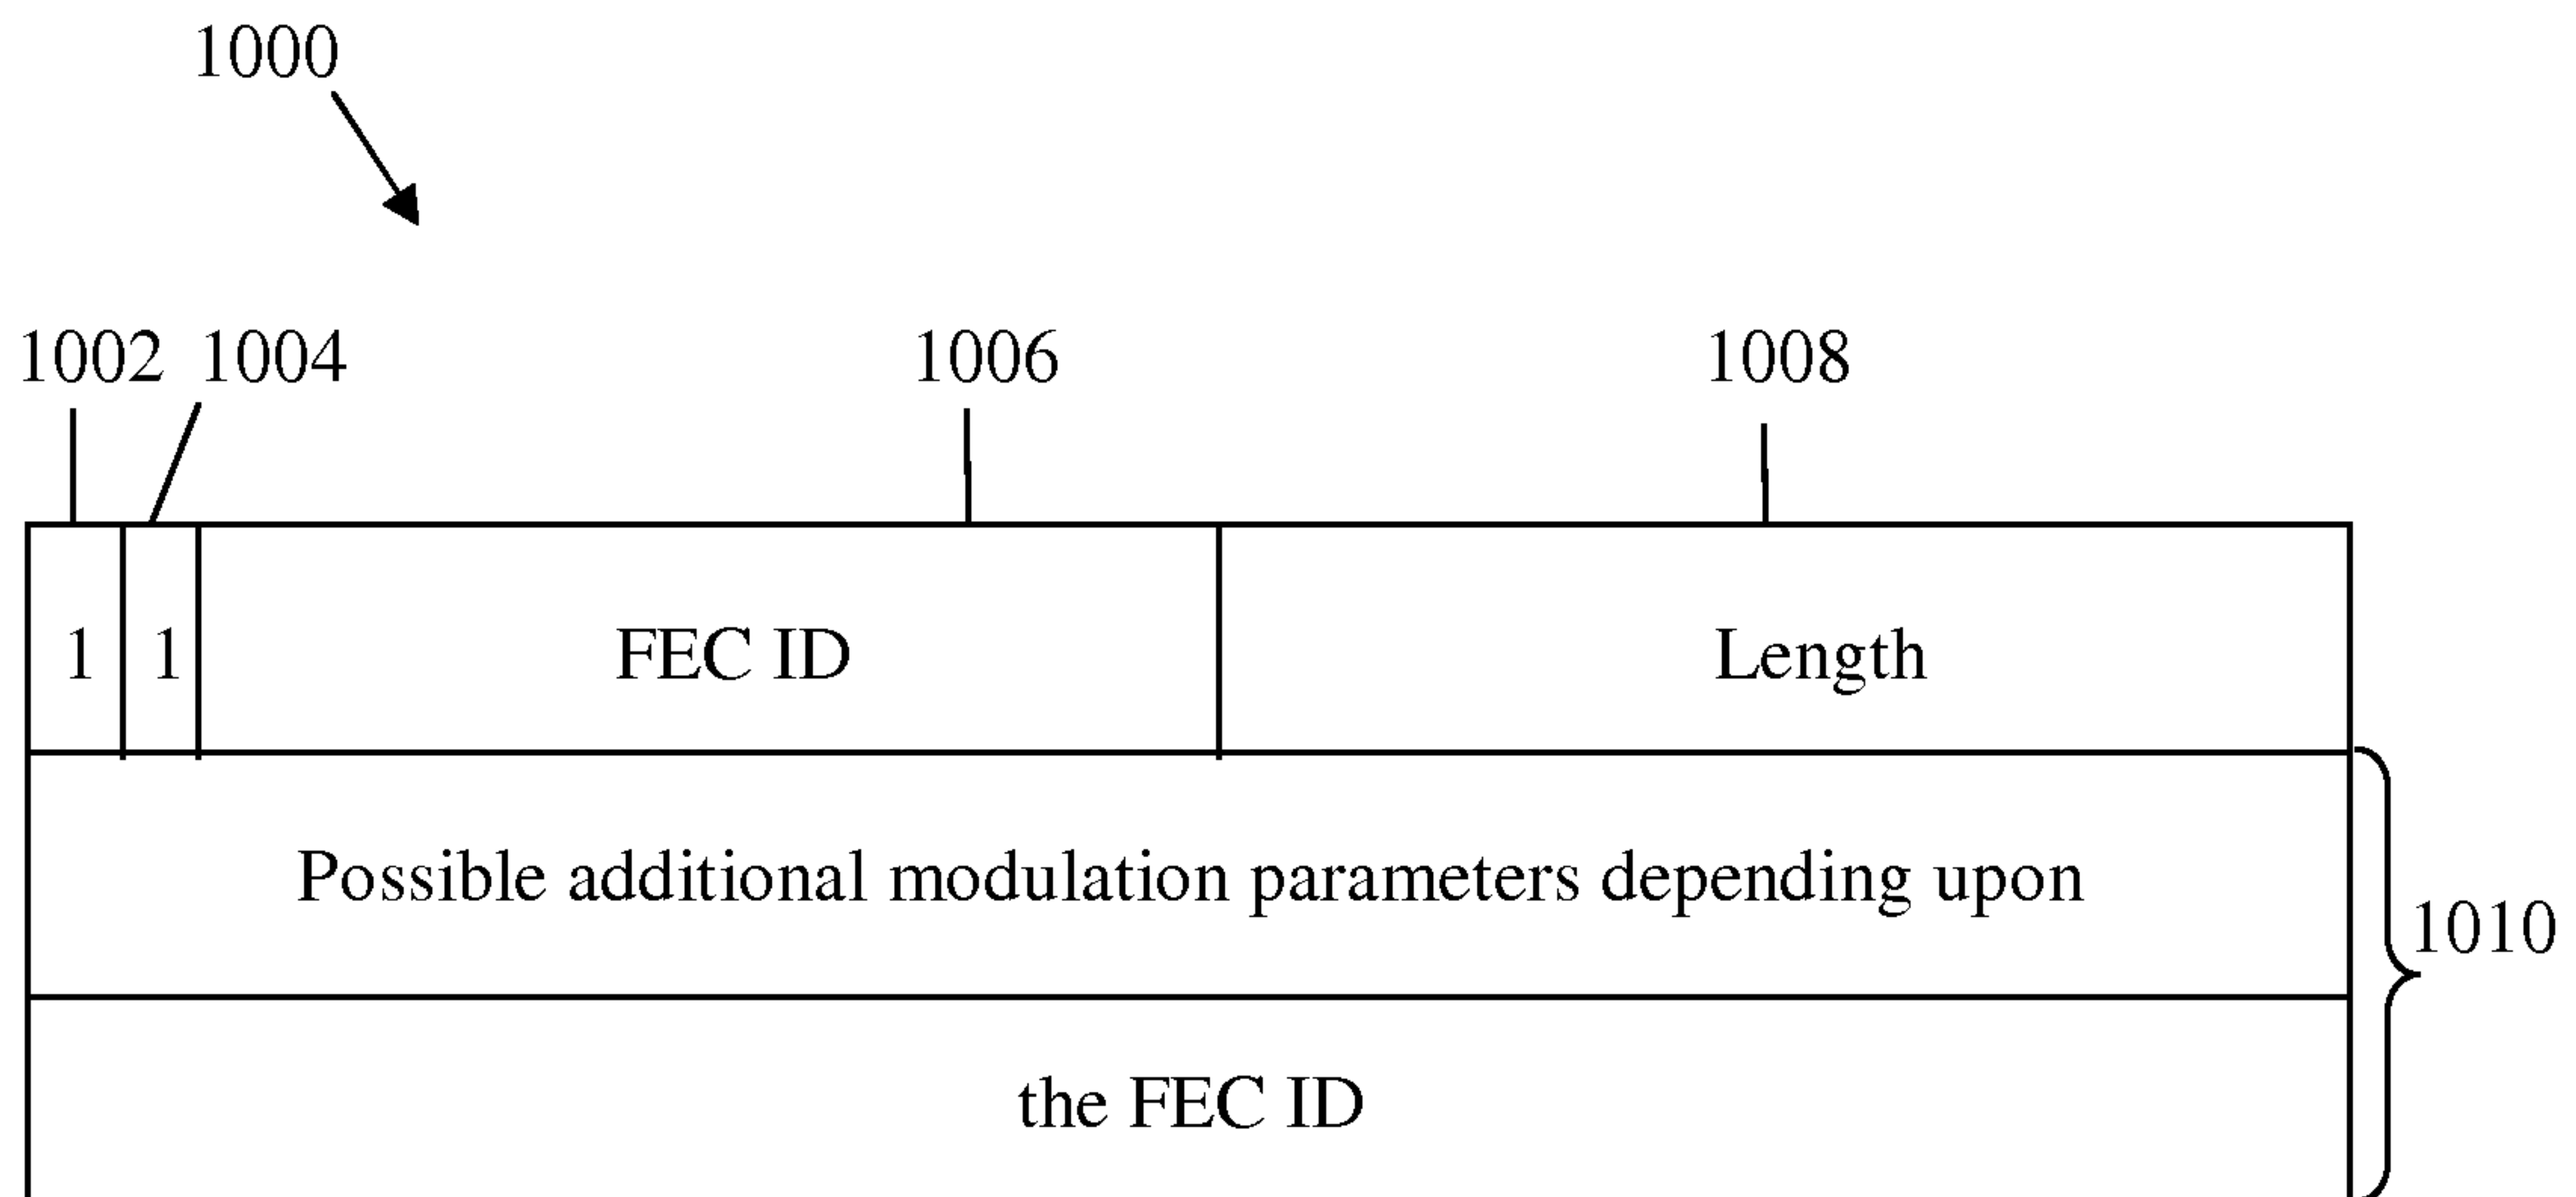 1000
1002 1004 1006 1008
1 1 FEC ID Length
Possible additional modulation parameters depending upon
1010
the FEC ID